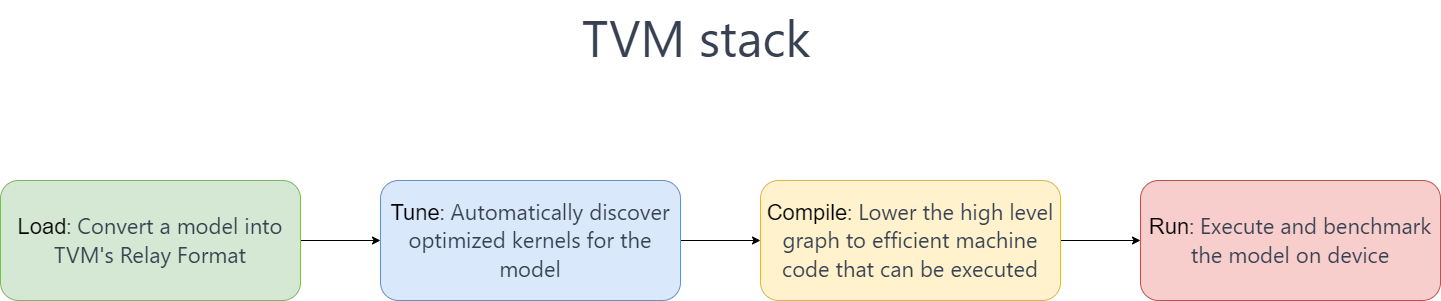 TVM stack
Load: Convert a model into
TVM's Relay Format
Tune: Automatically discover
optimized kernels for the
model
Compile: Lower the high level
graph to efficient machine
code that can be executed
Run: Execute and benchmark
the model on device